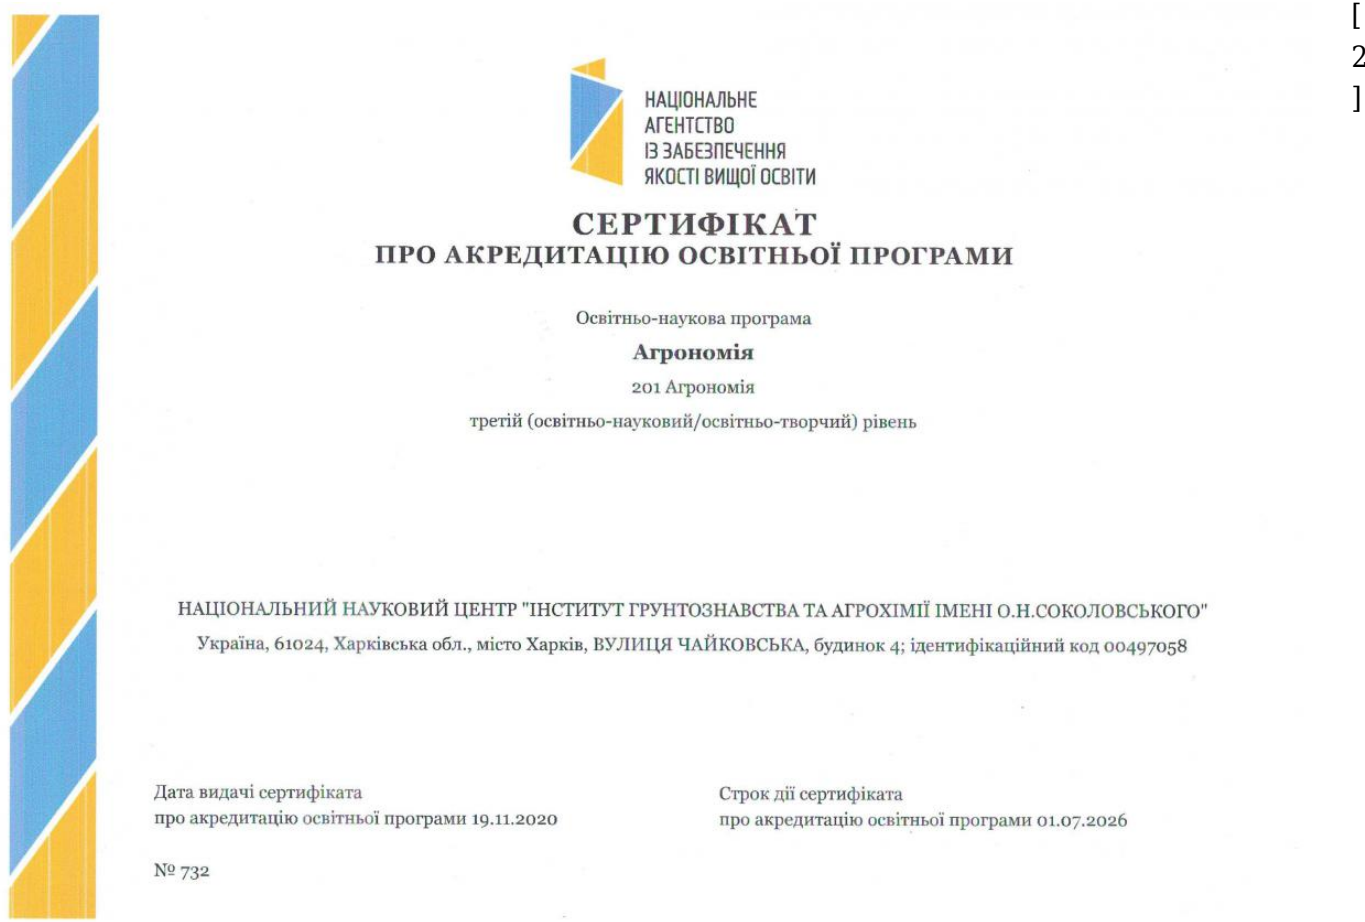 НАЦІОНАЛЬНЕ
АГЕНТСТВО
ІЗ ЗАБЕЗПЕЧЕННЯ
ЯКОСТІ ВИЩОЇ ОСВІТИ
СЕРТИФІКАТ
ПРО АКРЕДИТАЦІЮ ОСВІТНЬОЇ ПРОГРАМИ
Освітньо-наукова програма
Агрономія
201 Агрономія
третій (освітньо-науковий/освітньо-творчий) рівень
НАЦІОНАЛЬНИЙ НАУКОВИЙ ЦЕНТР "ІНСТИТУТ ГРУНТОЗНАВСТВА ТА АГРОХІМІЇ ІМЕНІ О.Н.СОКОЛОВСЬКОГО"
Україна, 61024, Харківська обл., місто Харків, ВУЛИЦЯ ЧАЙКОВСЬКА, будинок 4; ідентифікаційний код 00497058
Дата видачі сертифіката
про акредитацію освітньої програми 19.11.2020
Строк дії сертифіката
про акредитацію освітньої програми 01.07.2026
№ 732
[
2
]